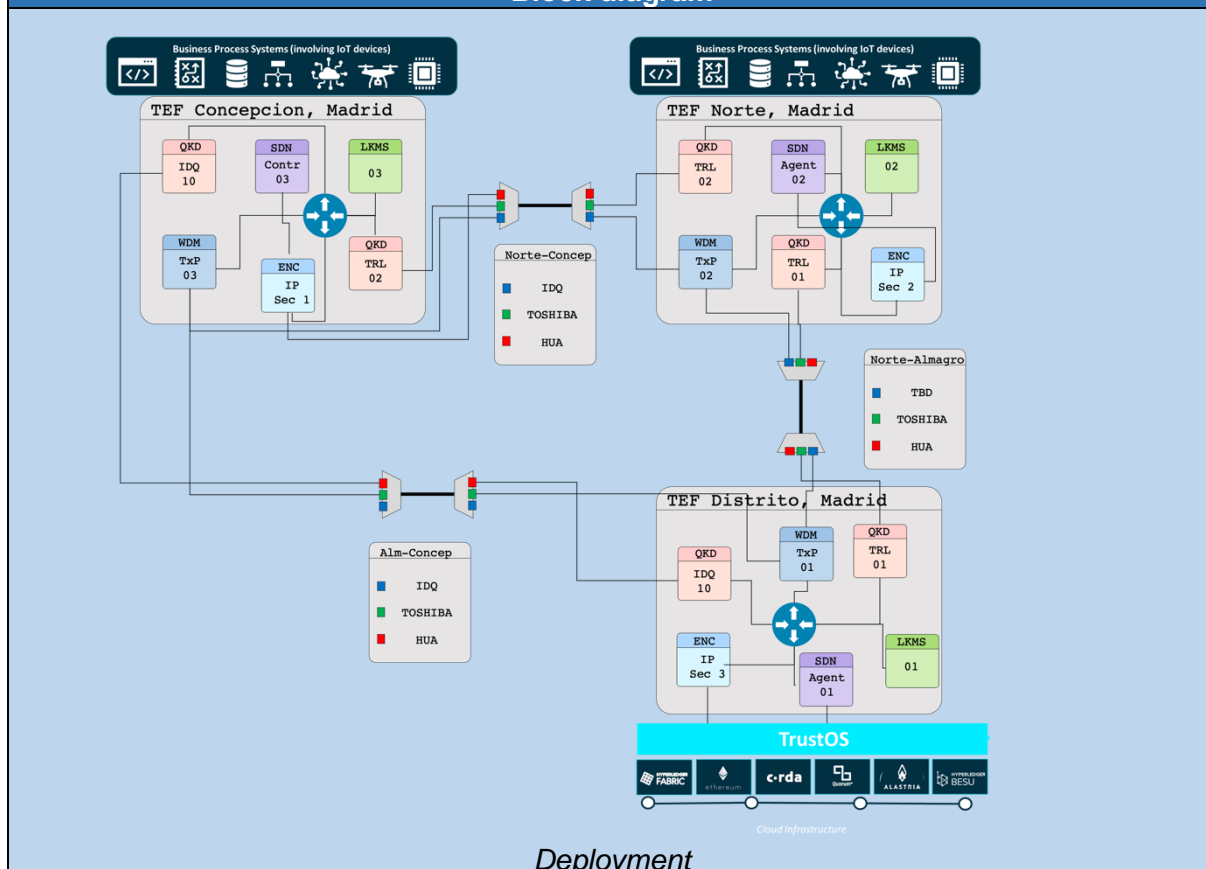 Block diagram
Business Process Systems (involving IoT devices)
TEF Concepcion, Madrid
QKD
IDQ
10
SDN
Contr
03
LKMS
03
WDM
TxP
03
ENC
IP
Sec 1
QKD
TRL
02
Business Process Systems (involving IoT devices)
TEF Norte, Madrid
QKD
TRL
02
SDN
Agent
02
LKMS
02
WDM
TxP
02
QKD
TRL
01
ENC
IP
Sec 2
Norte-Concep
IDQ
TOSHIBA
HUA
Norte-Almagro
TBD
TOSHIBA
HUA
Alm-Concep
IDQ
TOSHIBA
HUA
TEF Distrito, Madrid
QKD
IDQ
10
WDM
TxP
01
QKD
TRL
01
ENC
IP
Sec 3
SDN
Agent
01
LKMS
01
TrustOS
HYPERLEDGER
FABRIC
ethereum
c·rda
Quorum
ALASTRIA
HYPERLEDGER
BESU
Cloud Infrastructure
Deployment